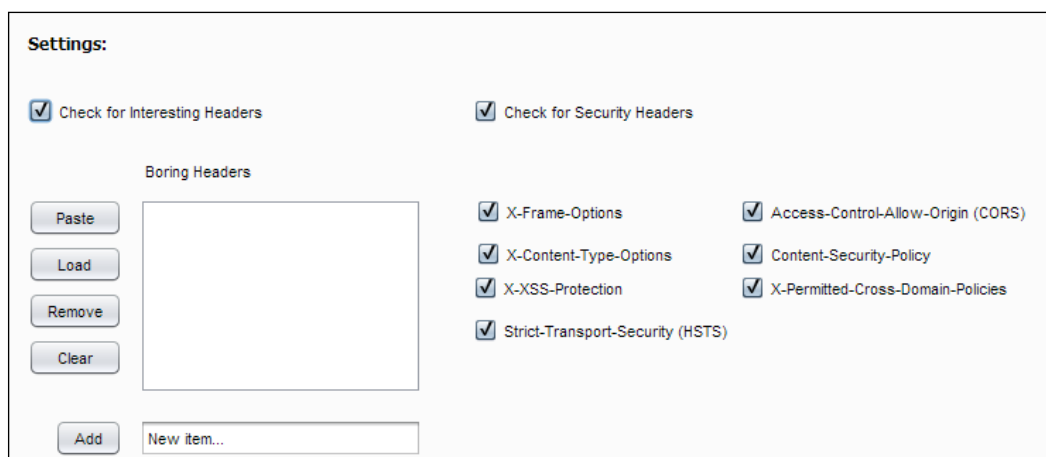 Settings:
Check for Interesting Headers
Check for Security Headers
Boring Headers
Paste
Load
Remove
Clear
Add
New item...
X-Frame-Options
Access-Control-Allow-Origin (CORS)
X-Content-Type-Options
Content-Security-Policy
X-XSS-Protection
X-Permitted-Cross-Domain-Policies
Strict-Transport-Security (HSTS)